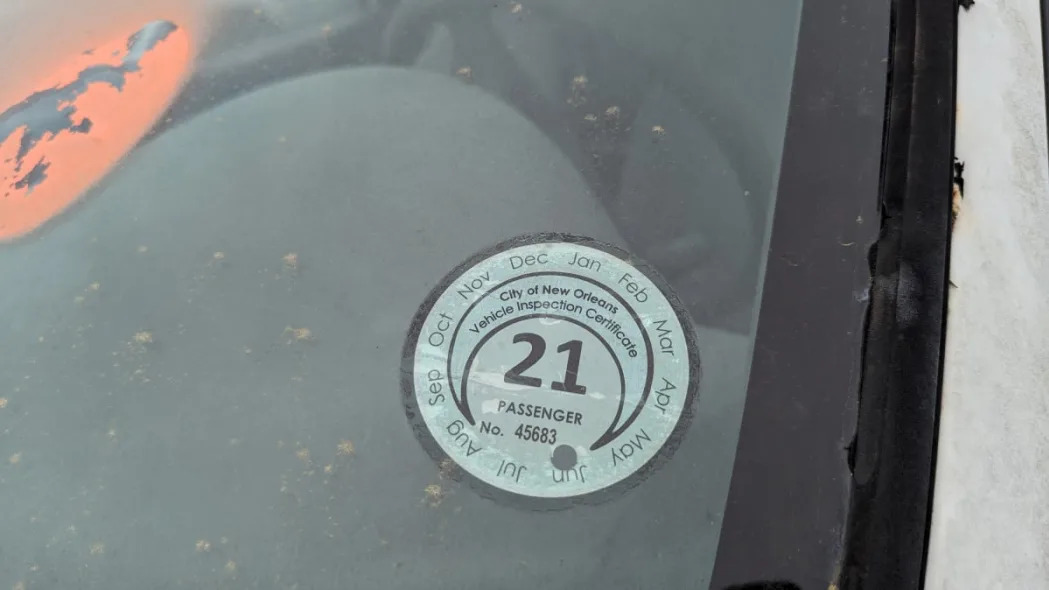 Jan
Feb
Mar
Apr
May
Jun
Jul
Aug
Sep
Oct
Nov
Dec
City of New Orleans
Vehicle Inspection Certificate
21
PASSENGER
No. 45683